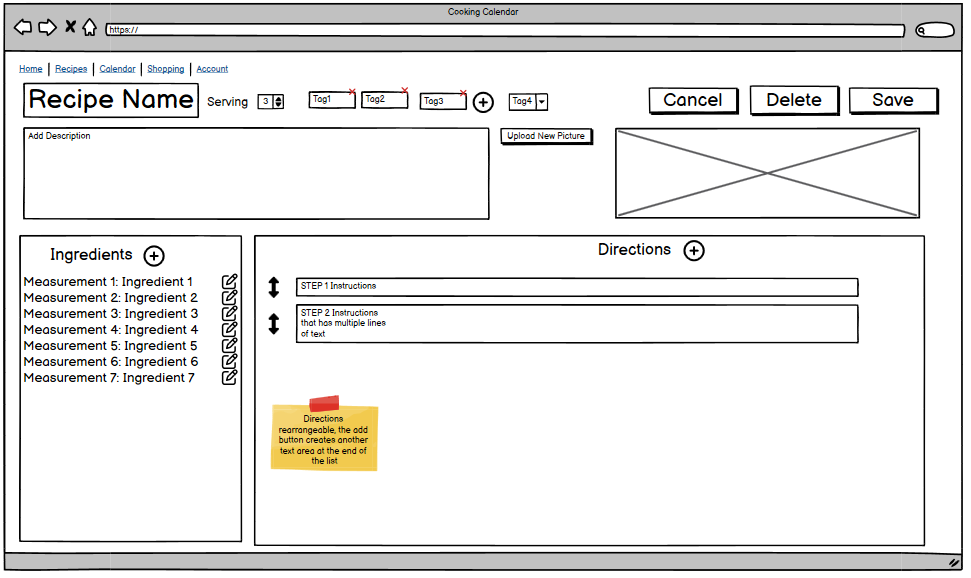 Cooking Calendar
https://
Home | Recipes | Calendar | Shopping | Account
Recipe Name
Serving 3
Tag1
Tag2
Tag3
Tag4
Cancel
Delete
Save
Add Description
Upload New Picture
Ingredients
Measurement 1: Ingredient 1
Measurement 2: Ingredient 2
Measurement 3: Ingredient 3
Measurement 4: Ingredient 4
Measurement 5: Ingredient 5
Measurement 6: Ingredient 6
Measurement 7: Ingredient 7
Directions
STEP 1 Instructions
STEP 2 Instructions
that has multiple lines
of text
Directions
rearrangeable, the add
button creates another
text area at the end of
the list